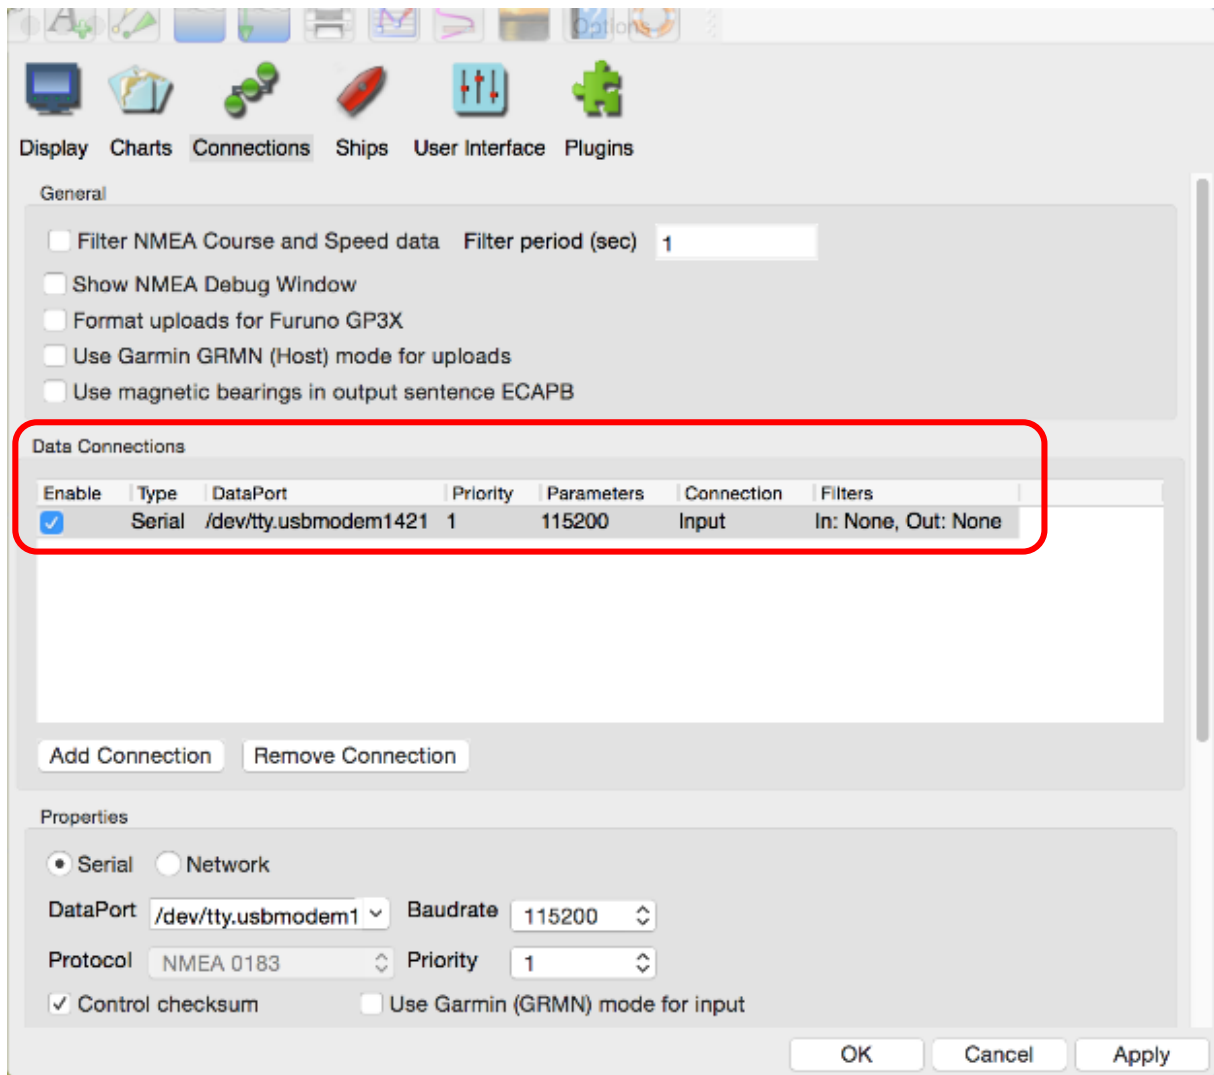 Options
Display Charts Connections Ships User Interface Plugins
General
Filter NMEA Course and Speed data Filter period (sec) 1
Show NMEA Debug Window
Format uploads for Furuno GP3X
Use Garmin GRMN (Host) mode for uploads
Use magnetic bearings in output sentence ECAPB
Data Connections
Enable Type DataPort Priority Parameters Connection Filters
Serial /dev/tty.usbmodem1421 1 115200 Input In: None, Out: None
Add Connection Remove Connection
Properties
Serial Network
DataPort /dev/tty.usbmodem1 Baudrate 115200
Protocol NMEA 0183 Priority 1
Control checksum Use Garmin (GRMN) mode for input
OK Cancel Apply